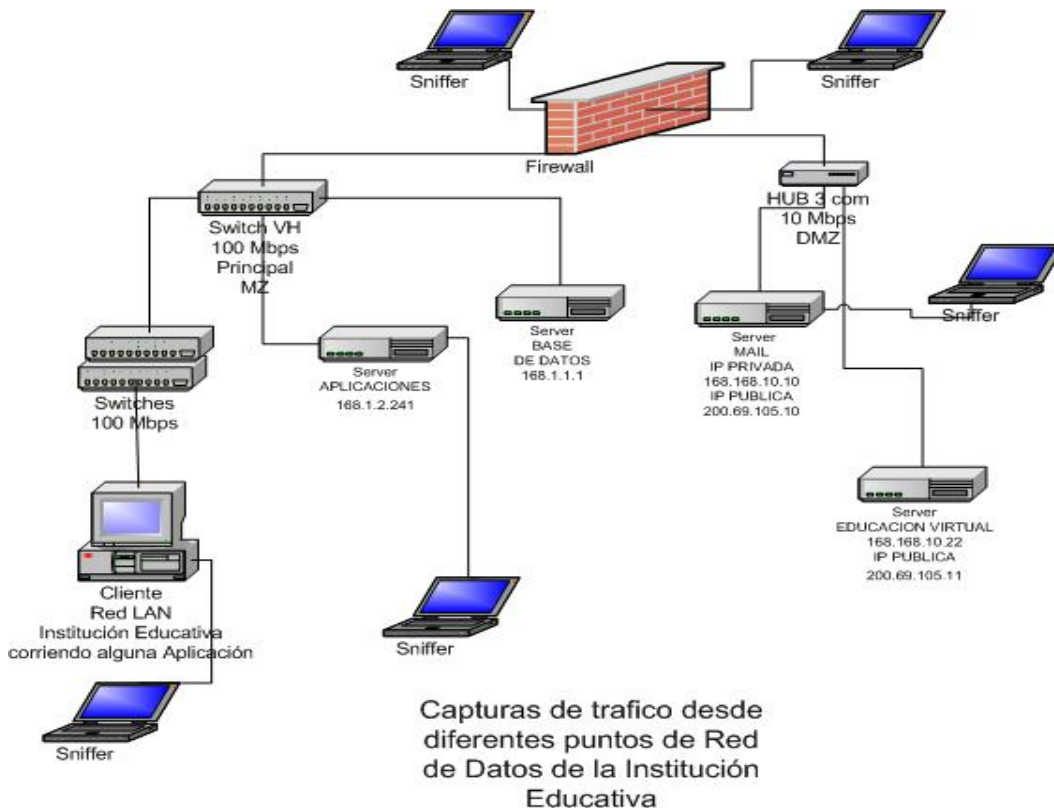 Sniffer
Sniffer
Firewall
HUB 3 com
10 Mbps
DMZ
Switch VH
100 Mbps
Principal
MZ
Sniffer
Server
BASE
DE DATOS
168.1.1.1
Server
MAIL
IP PRIVADA
168.168.10.10
IP PUBLICA
200.69.105.10
Server
APLICACIONES
168.1.2.241
Switches
100 Mbps
Server
EDUCACION VIRTUAL
168.168.10.22
IP PUBLICA
200.69.105.11
Cliente
Red LAN
Institución Educativa
corriendo alguna Aplicación
Sniffer
Sniffer
Capturas de trafico desde
diferentes puntos de Red
de Datos de la Institución
Educativa